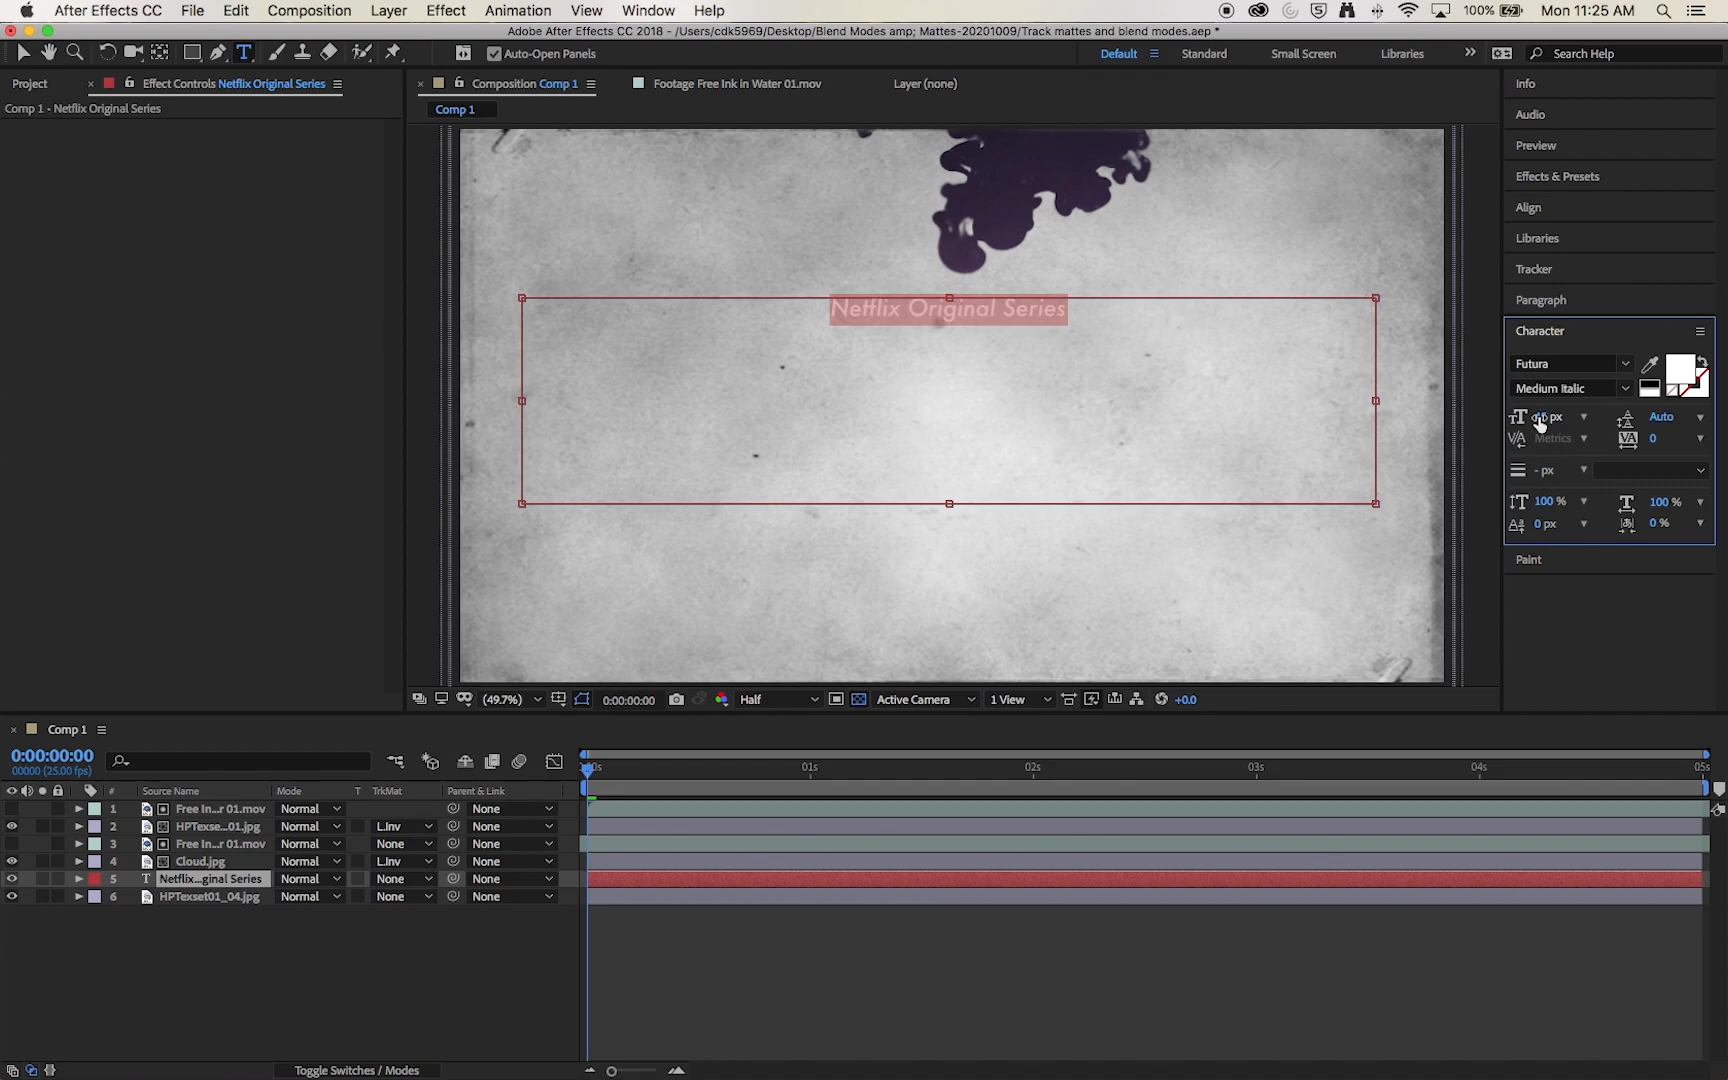 After Effects CC File Edit Composition Layer Effect Animation View Window Help 100% Mon 11:25 AM
Adobe After Effects CC 2018 - /Users/cdk5969/Desktop/Blend Modes amp; Mattes-20201009/Track mattes and blend modes.aep *
Auto-Open Panels Default Standard Small Screen Libraries Search Help
Project Effect Controls Netflix Original Series Composition Comp 1 Footage Free Ink in Water 01.mov Layer (none) Info
Comp 1 - Netflix Original Series Comp 1
Audio
Preview
Effects & Presets
Align
Libraries
Tracker
Paragraph
Netflix Original Series
Character
Futura
Medium Italic
px Auto
Metrics 0
- px
100 % 100 %
0 px 0 %
Paint
(49.7%) 0:00:00:00 Half Active Camera 1 View +0.0
Comp 1
0:00:00:00
00000 (25.00 fps)
01s 02s 03s 04s 05s
# Source Name Mode T TrkMat Parent & Link
1 Free In...r 01.mov Normal None
2 HPTexse...01.jpg Normal L.Inv None
3 Free In...r 01.mov Normal None None
4 Cloud.jpg Normal L.Inv None
5 Netflix...ginal Series Normal None None
6 HPTexset01_04.jpg Normal None None
Toggle Switches / Modes